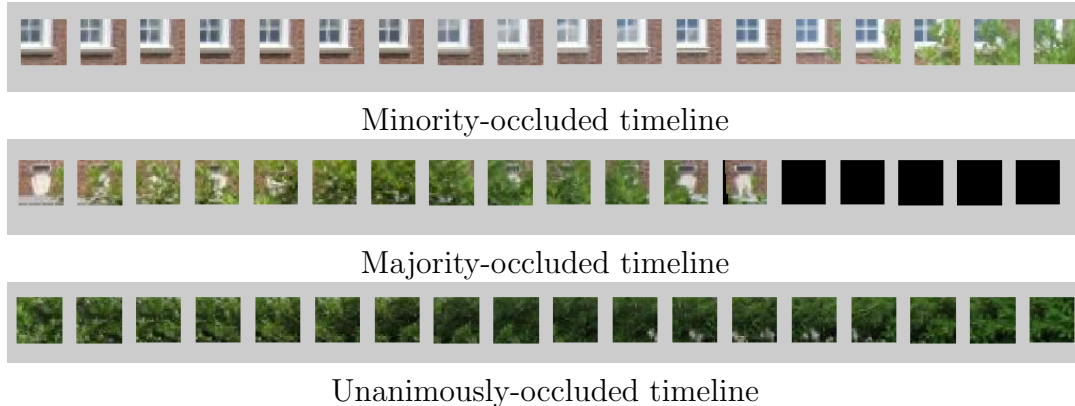 Minority-occluded timeline
Majority-occluded timeline
Unanimously-occluded timeline